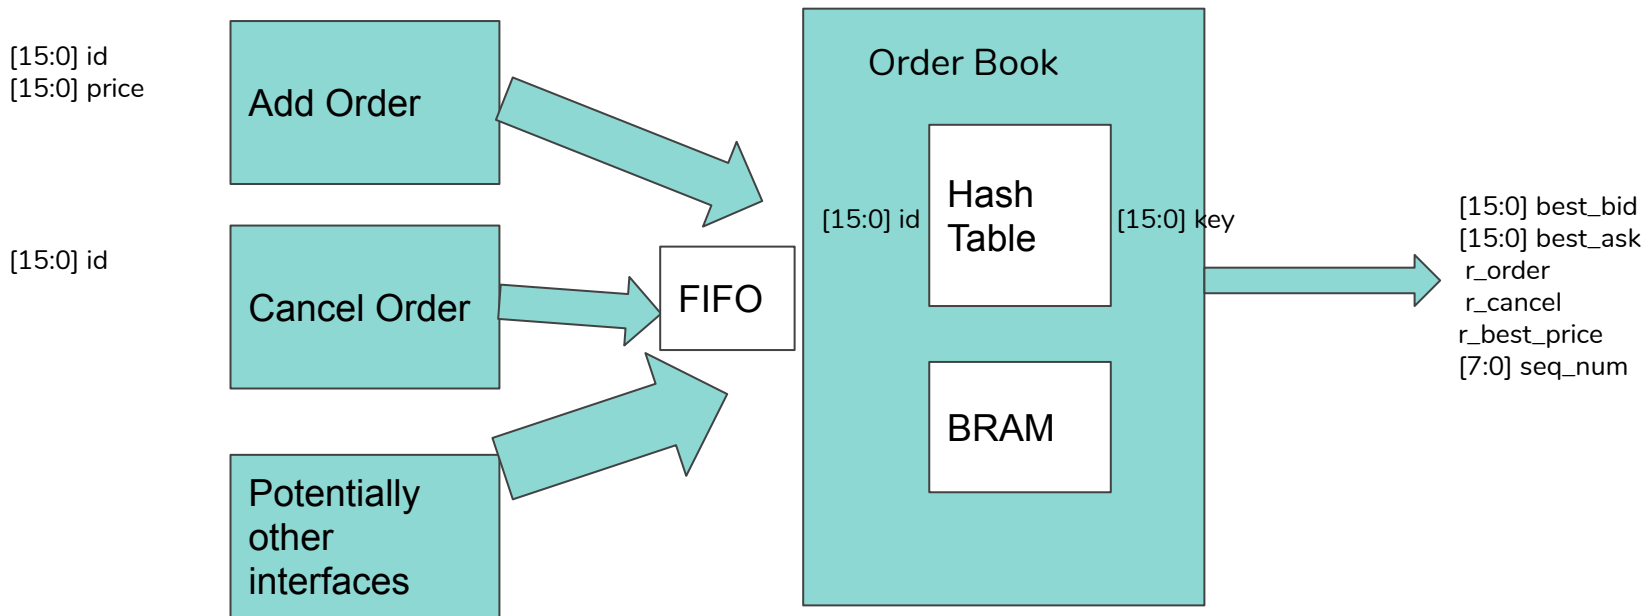 [15:0] id
[15:0] price
Add Order
[15:0] id
Cancel Order
Potentially
other
interfaces
FIFO
Order Book
[15:0] id
Hash
Table
[15:0] key
BRAM
[15:0] best_bid
[15:0] best_ask
r_order
r_cancel
r_best_price
[7:0] seq_num